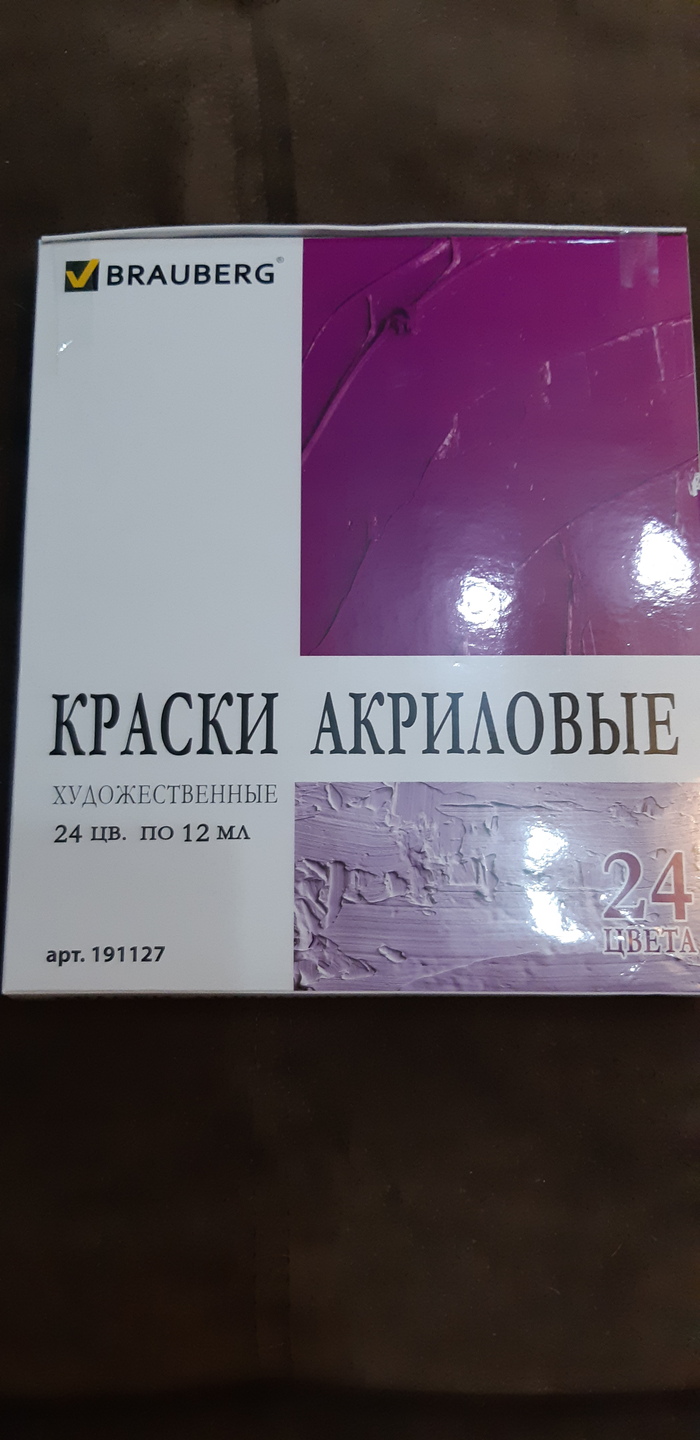 BRAUBERG®
КРАСКИ АКРИЛОВЫЕ
ХУДОЖЕСТВЕННЫЕ
24 ЦВ. ПО 12 МЛ
24
ЦВЕТА
арт. 191127